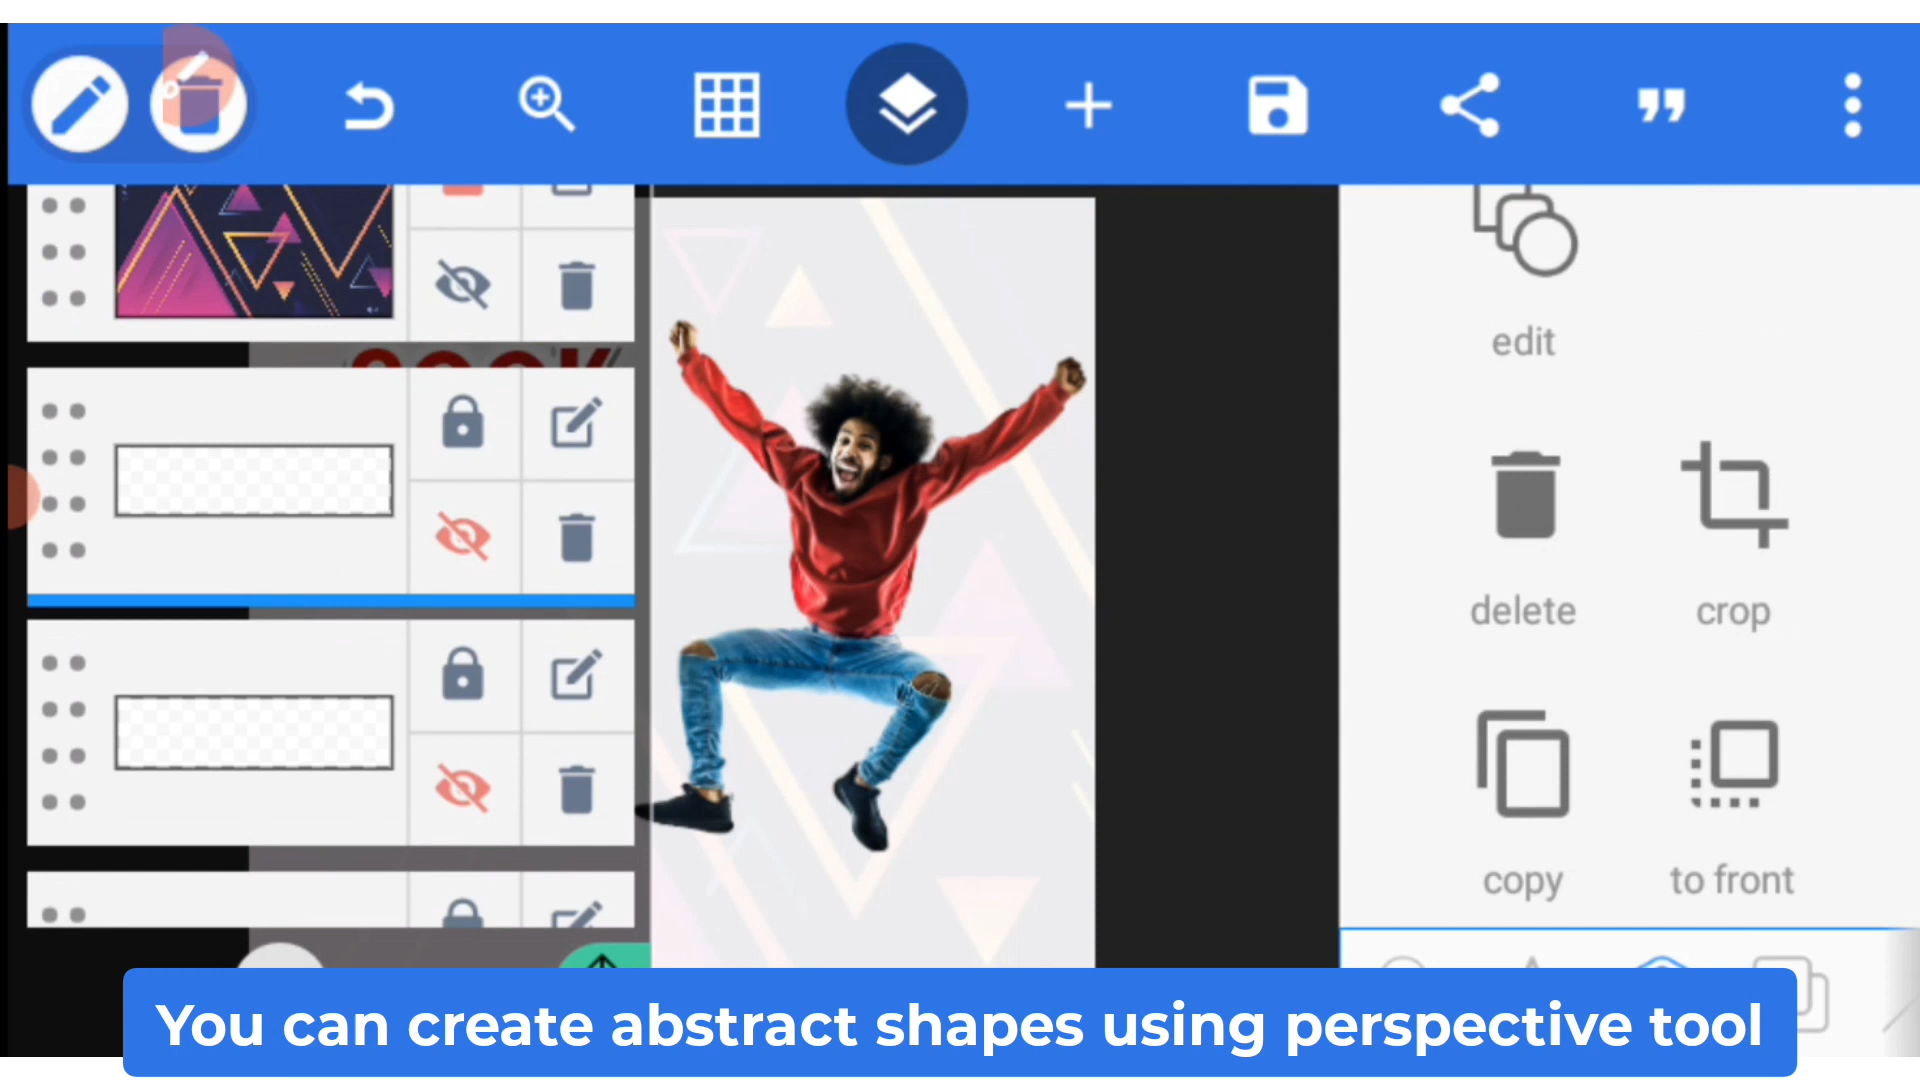 edit
delete
crop
copy
to front
You can create abstract shapes using perspective tool